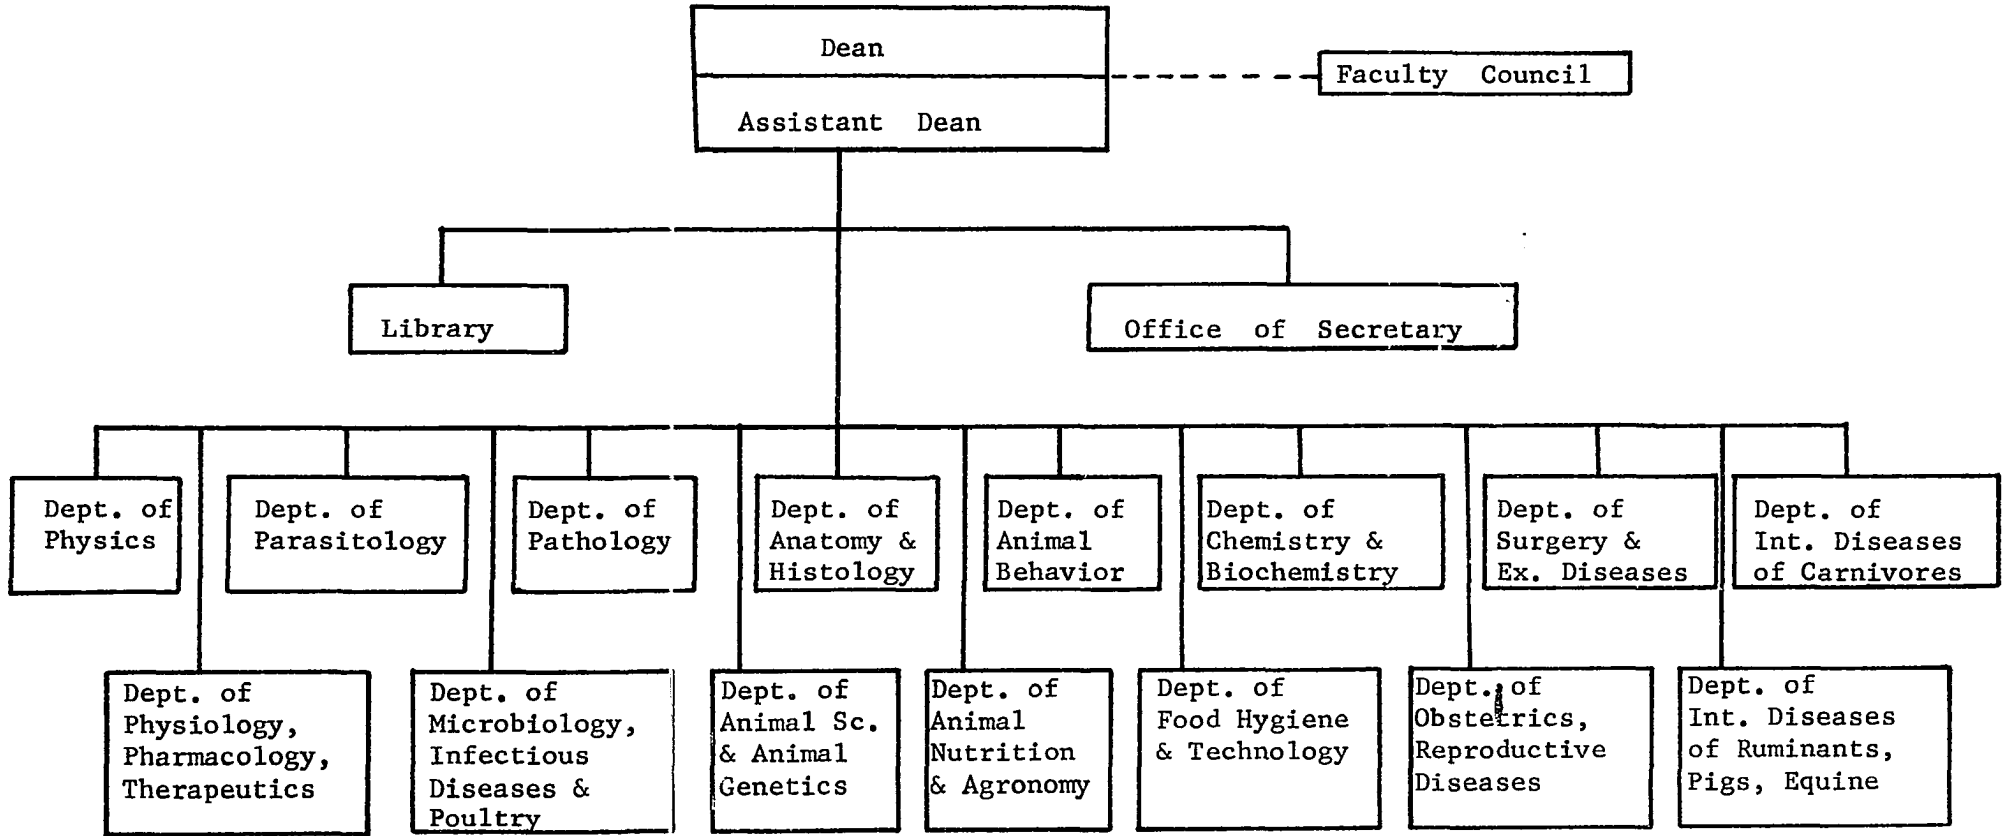 Dean
Faculty Council
Assistant Dean
Library
Office of Secretary
Dept. of
Physics
Dept. of
Parasitology
Dept. of
Pathology
Dept. of
Anatomy &
Histology
Dept. of
Animal
Behavior
Dept. of
Chemistry &
Biochemistry
Dept. of
Surgery &
Ex. Diseases
Dept. of
Int. Diseases
of Carnivores
Dept. of
Physiology,
Pharmacology,
Therapeutics
Dept. of
Microbiology,
Infectious
Diseases &
Poultry
Dept. of
Animal Sc.
& Animal
Genetics
Dept. of
Animal
Nutrition
& Agronomy
Dept. of
Food Hygiene
& Technology
Dept. of
Obstetrics,
Reproductive
Diseases
Dept. of
Int. Diseases
of Ruminants,
Pigs, Equine